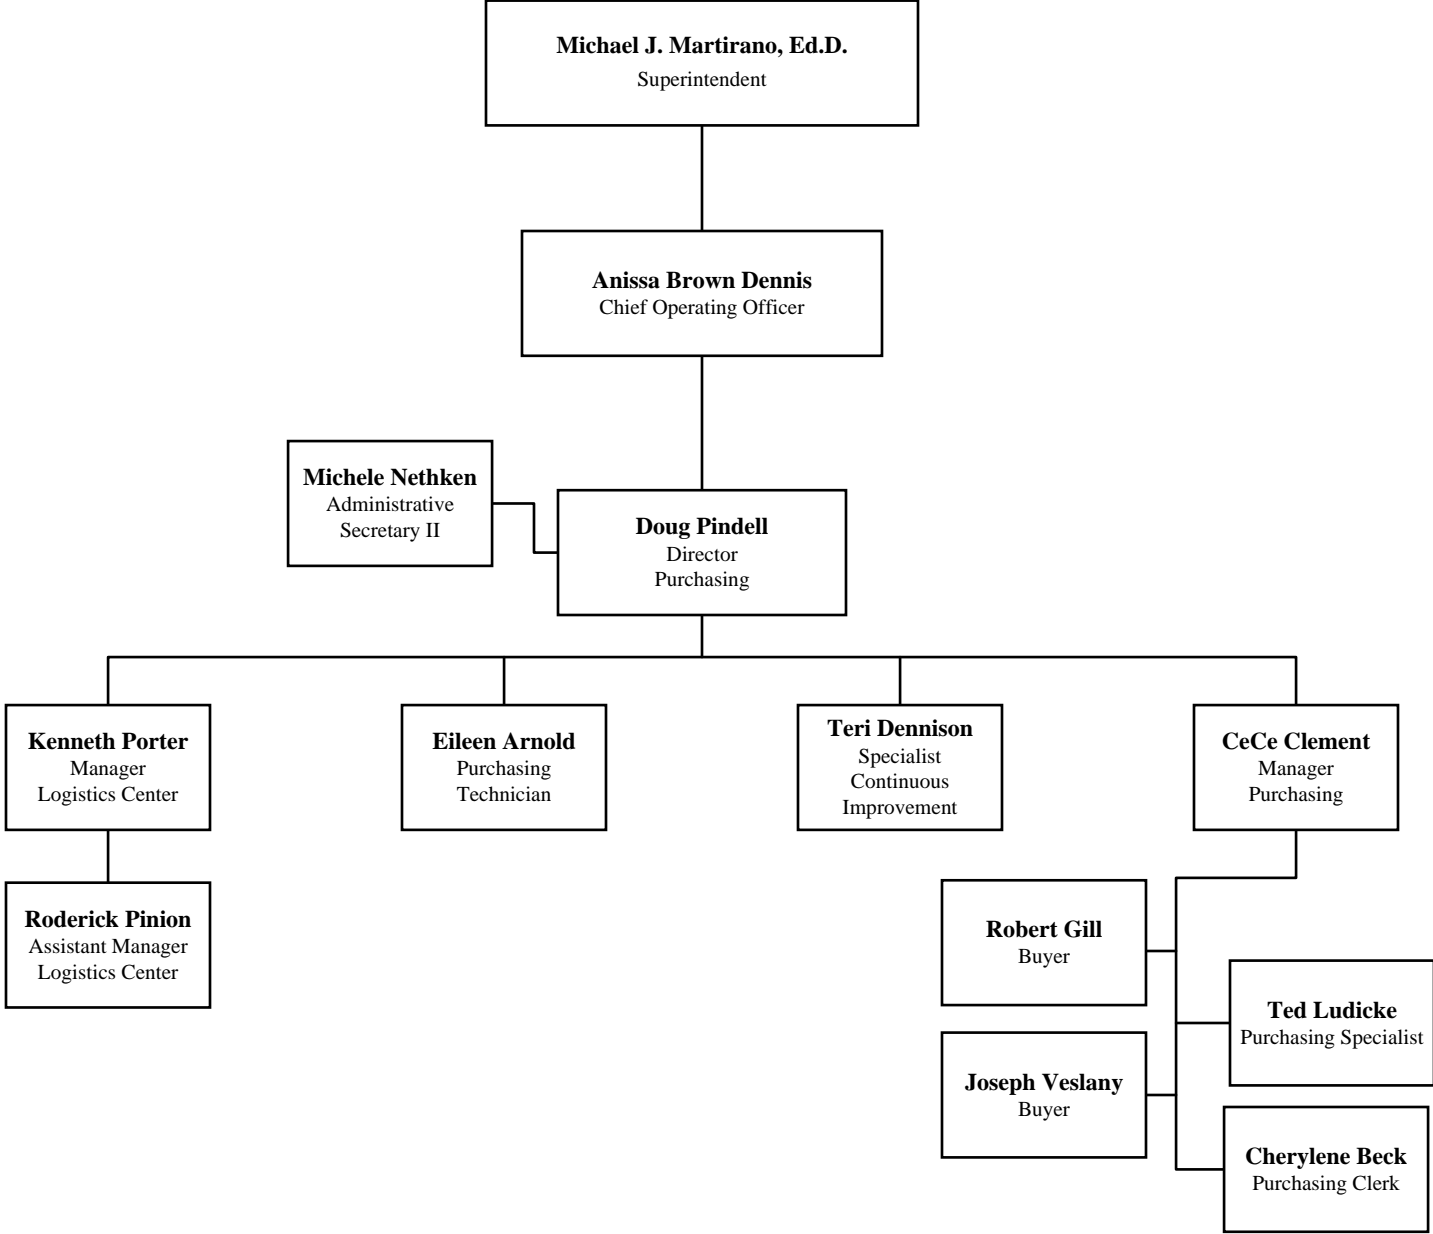 Michael J. Martirano, Ed.D.
Superintendent
Anissa Brown Dennis
Chief Operating Officer
Michele Nethken
Administrative
Secretary II
Doug Pindell
Director
Purchasing
Kenneth Porter
Manager
Logistics Center
Eileen Arnold
Purchasing
Technician
Teri Dennison
Specialist
Continuous
Improvement
CeCe Clement
Manager
Purchasing
Roderick Pinion
Assistant Manager
Logistics Center
Robert Gill
Buyer
Ted Ludicke
Purchasing Specialist
Joseph Veslany
Buyer
Cherylene Beck
Purchasing Clerk